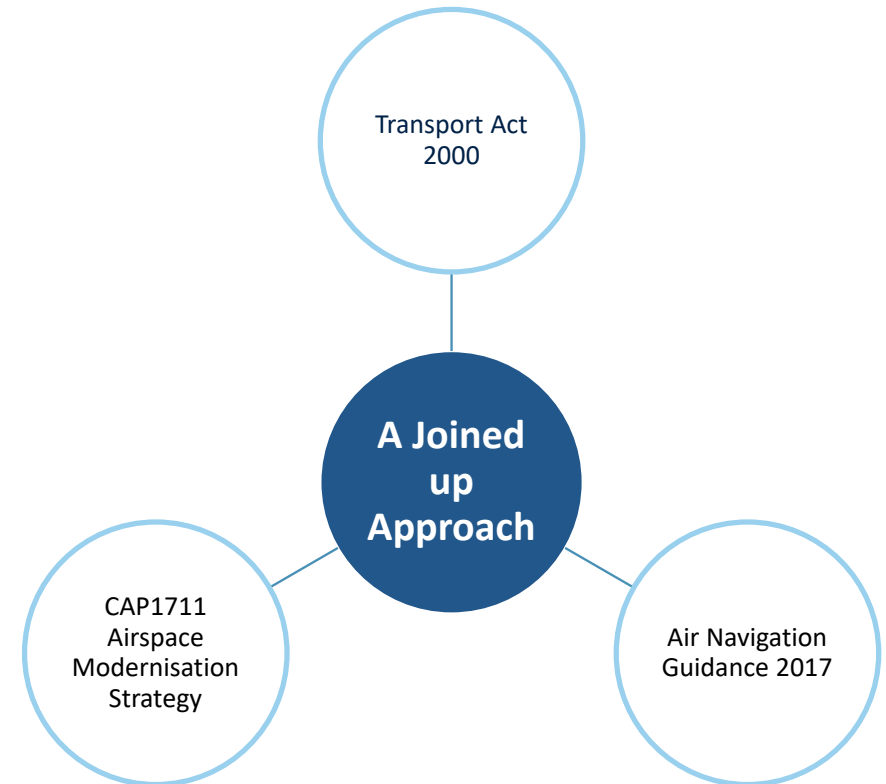 Transport Act
2000
A Joined
up
Approach
CAP1711
Airspace
Modernisation
Strategy
Air Navigation
Guidance 2017